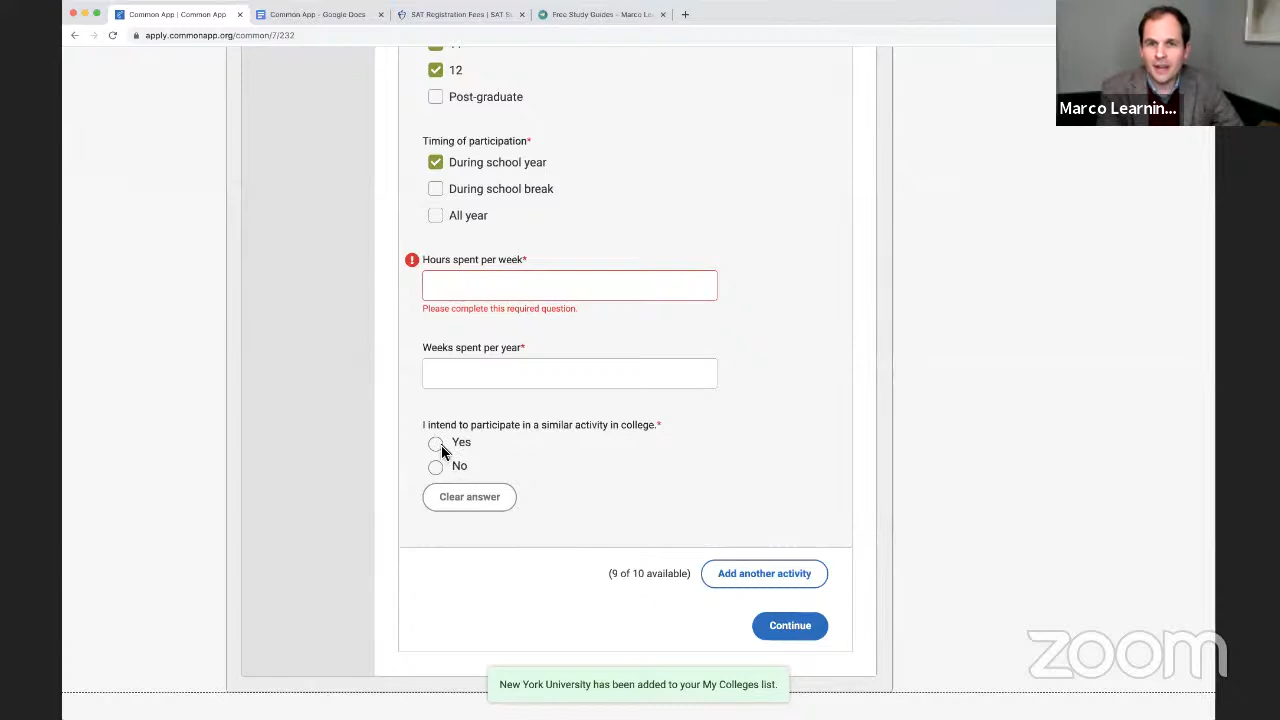 Common App | Common App
Common App - Google Docs
SAT Registration Fees | SAT S
Free Study Guides – Marco Le
apply.commonapp.org/common/7/232
12
Post-graduate
Marco Learnin...
Timing of participation*
During school year
During school break
All year
Hours spent per week*
Please complete this required question.
Weeks spent per year*
I intend to participate in a similar activity in college.*
Yes
No
Clear answer
(9 of 10 available)
Add another activity
Continue
zoom
New York University has been added to your My Colleges list.